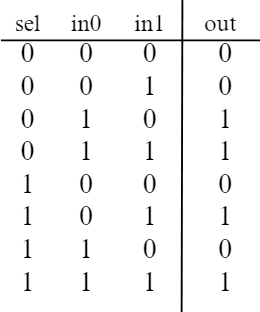 sel in0 in1 out
0 0 0 0
0 0 1 0
0 1 0 1
0 1 1 1
1 0 0 0
1 0 1 1
1 1 0 0
1 1 1 1